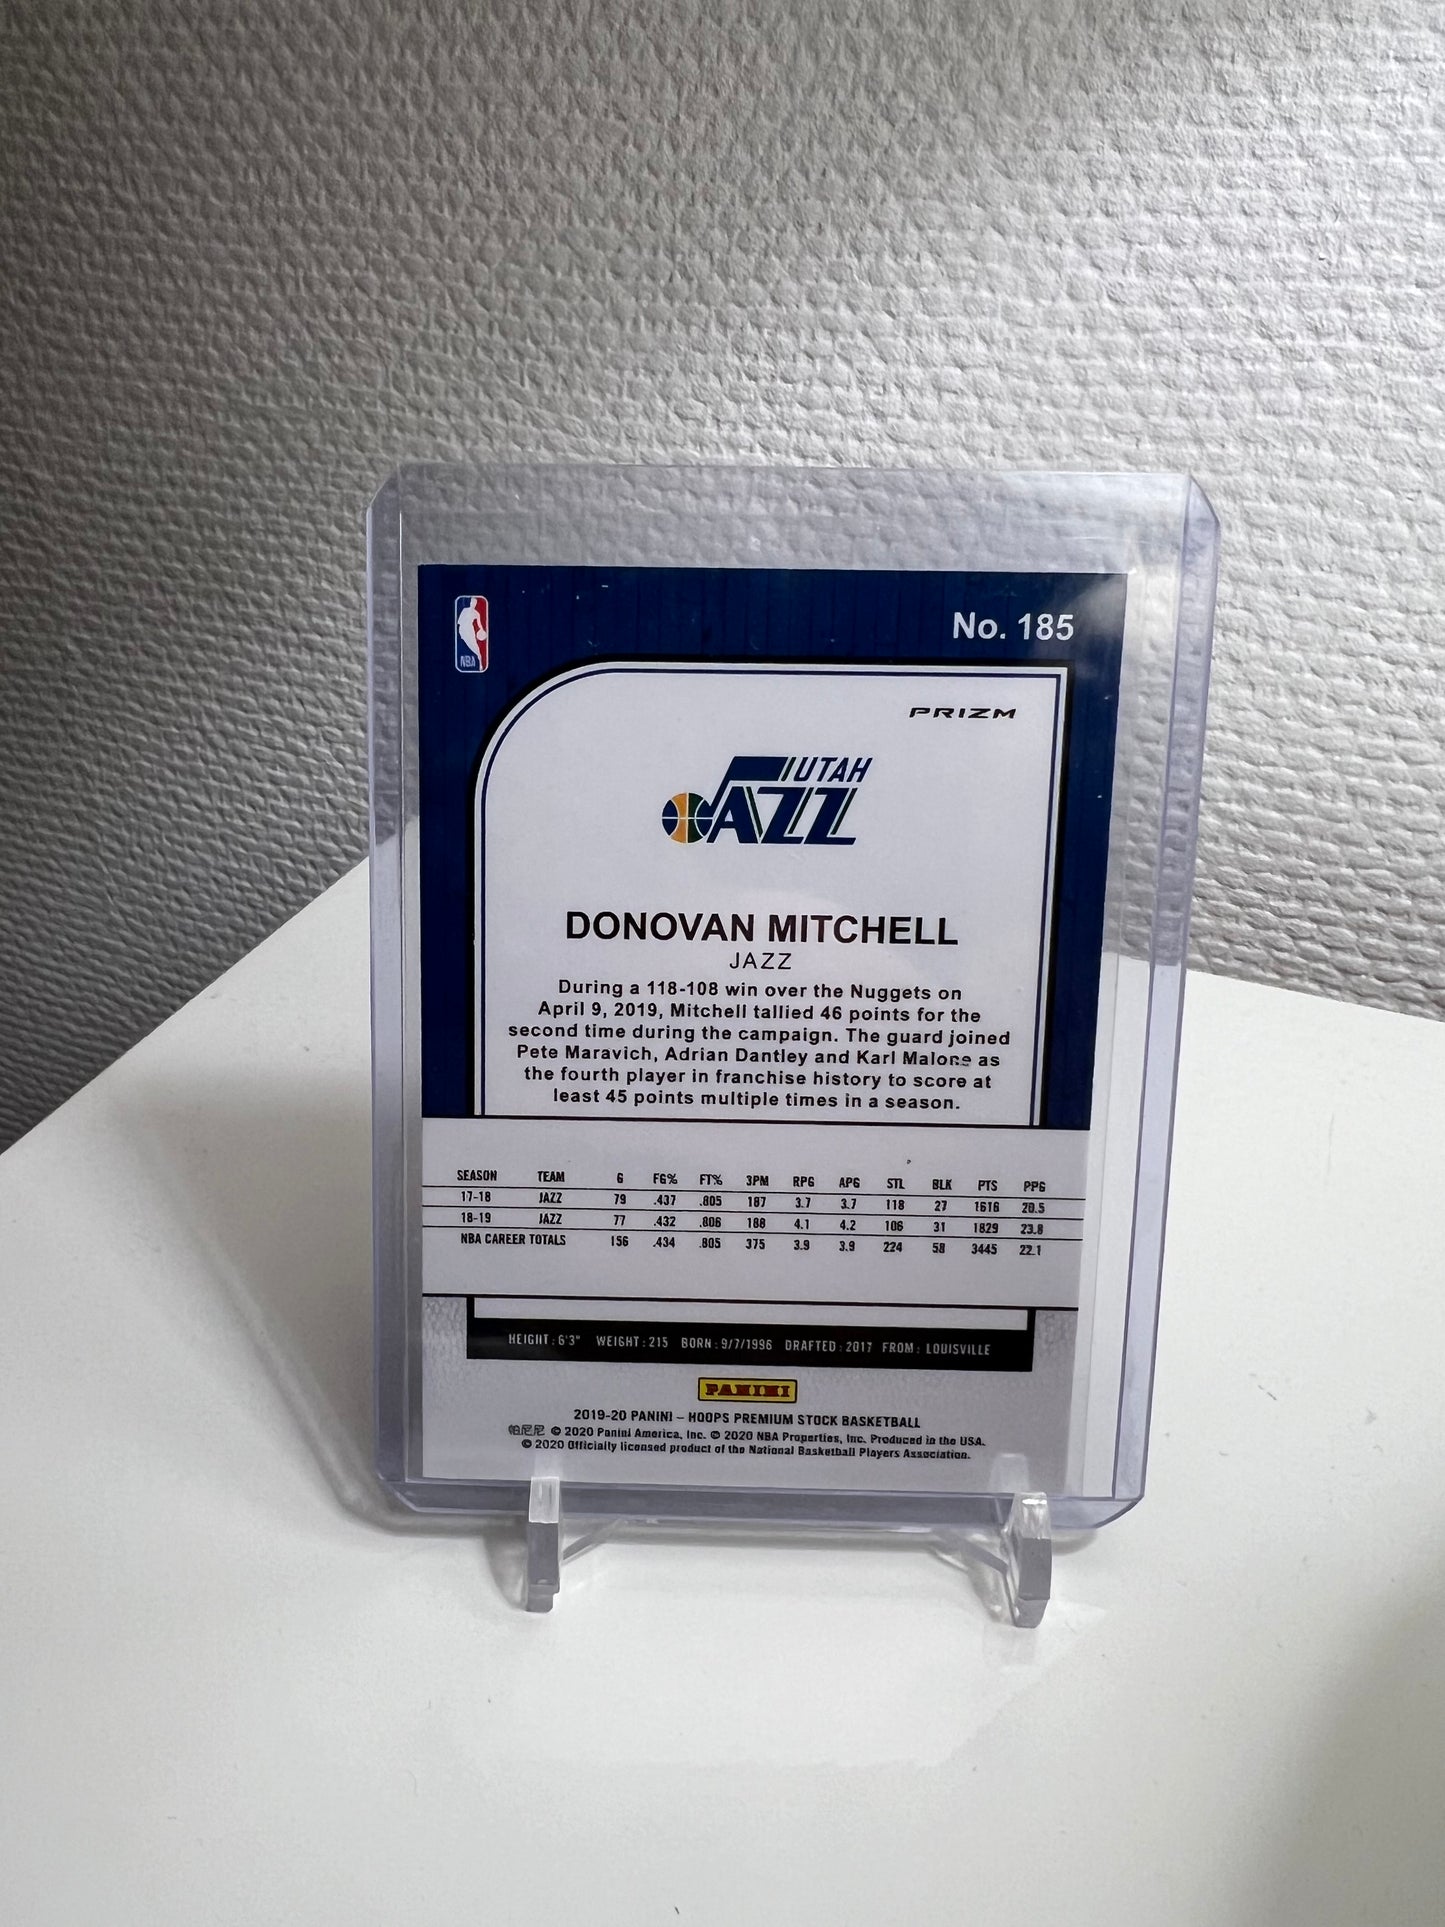 No. 185
NBA
PRIZM
UTAH
JAZZ
DONOVAN MITCHELL
JAZZ
During a 118-108 win over the Nuggets on
April 9, 2019, Mitchell tallied 46 points for the
second time during the campaign. The guard joined
Pete Maravich, Adrian Dantley and Karl Malone as
the fourth player in franchise history to score at
least 45 points multiple times in a season.
SEASON TEAM G FG% FT% 3PM RPG APG STL BLK PTS PPG
17-18 JAZZ 79 .437 .805 187 3.7 3.7 118 27 1616 20.5
18-19 JAZZ 77 .432 .806 188 4.1 4.2 106 31 1829 23.8
NBA CAREER TOTALS 156 .434 .805 375 3.9 3.9 224 58 3445 22.1
HEIGHT: 6'3" WEIGHT: 215 BORN: 9/7/1996 DRAFTED: 2017 FROM: LOUISVILLE
PANINI
2019-20 PANINI – HOOPS PREMIUM STOCK BASKETBALL
帕尼尼 © 2020 Panini America, Inc. © 2020 NBA Properties, Inc. Produced in the USA.
© 2020 Officially licensed product of the National Basketball Players Association.